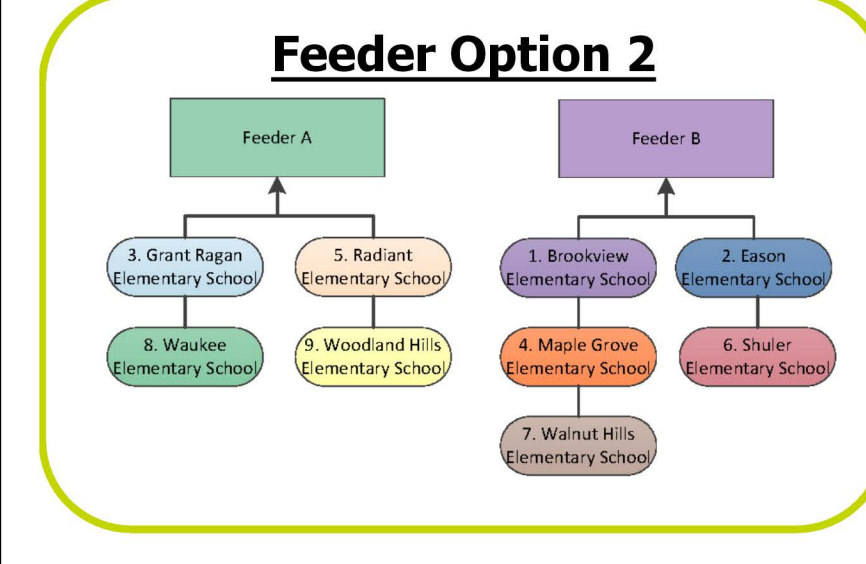 Feeder Option 2
Feeder A
Feeder B
3. Grant Ragan
Elementary School
5. Radiant
Elementary School
1. Brookview
Elementary School
2. Eason
Elementary School
8. Waukee
Elementary School
9. Woodland Hills
Elementary School
4. Maple Grove
Elementary School
6. Shuler
Elementary School
7. Walnut Hills
Elementary School